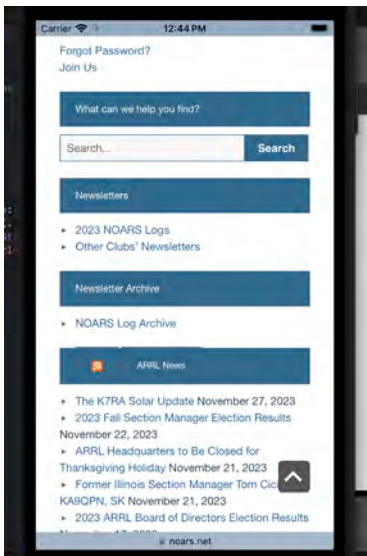 Carrier 12:44 PM
Forgot Password?
Join Us
What can we help you find?
Search... Search
Newsletters
2023 NOARS Logs
Other Clubs' Newsletters
Newsletter Archive
NOARS Log Archive
ARRL News
The K7RA Solar Update November 27, 2023
2023 Fall Section Manager Election Results
November 22, 2023
ARRL Headquarters to Be Closed for
Thanksgiving Holiday November 21, 2023
Former Illinois Section Manager Tom
KA9QPN, SK November 21, 2023
2023 ARRL Board of Directors Election Results
noars.net